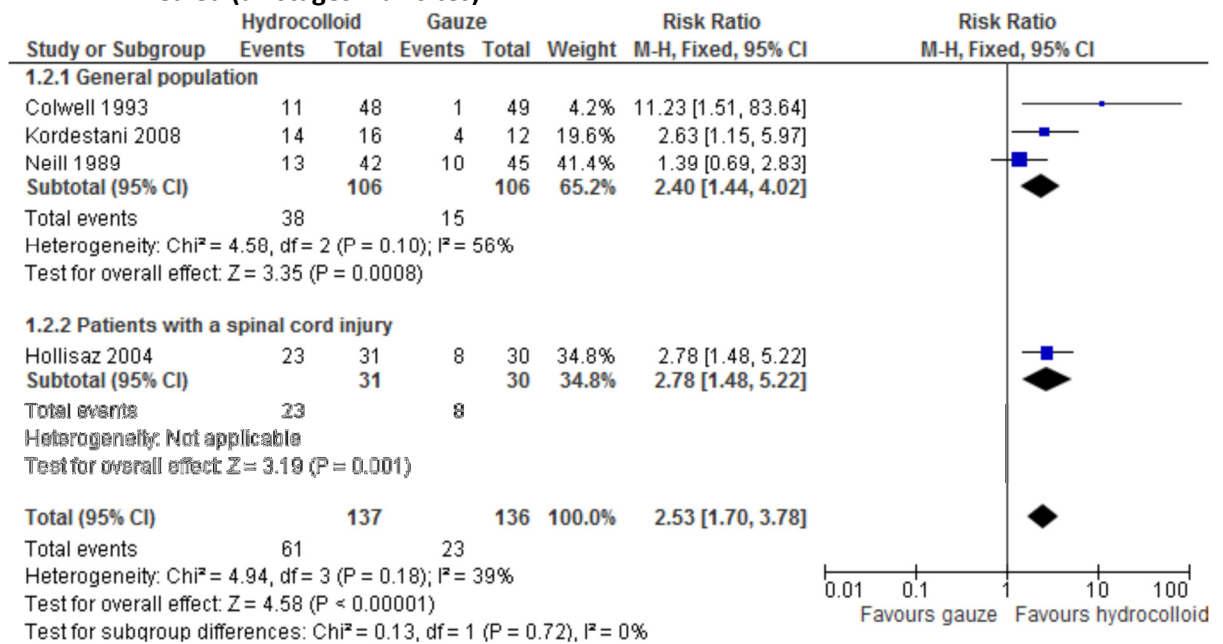 Hydrocolloid Gauze Risk Ratio Risk Ratio
Study or Subgroup Events Total Events Total Weight M-H, Fixed, 95% CI M-H, Fixed, 95% CI
1.2.1 General population
Colwell 1993 11 48 1 49 4.2% 11.23 [1.51, 83.64]
Kordestani 2008 14 16 4 12 19.6% 2.63 [1.15, 5.97]
Neill 1989 13 42 10 45 41.4% 1.39 [0.69, 2.83]
Subtotal (95% CI) 106 106 65.2% 2.40 [1.44, 4.02]
Total events 38 15
Heterogeneity: Chi² = 4.58, df = 2 (P = 0.10); I² = 56%
Test for overall effect: Z = 3.35 (P = 0.0008)
1.2.2 Patients with a spinal cord injury
Hollisaz 2004 23 31 8 30 34.8% 2.78 [1.48, 5.22]
Subtotal (95% CI) 31 30 34.8% 2.78 [1.48, 5.22]
Total events 23 8
Heterogeneity: Not applicable
Test for overall effect: Z = 3.19 (P = 0.001)
Total (95% CI) 137 136 100.0% 2.53 [1.70, 3.78]
Total events 61 23
Heterogeneity: Chi² = 4.94, df = 3 (P = 0.18); I² = 39%
Test for overall effect: Z = 4.58 (P < 0.00001)
Test for subgroup differences: Chi² = 0.13, df = 1 (P = 0.72), I² = 0%
0.01 0.1 1 10 100
Favours gauze Favours hydrocolloid